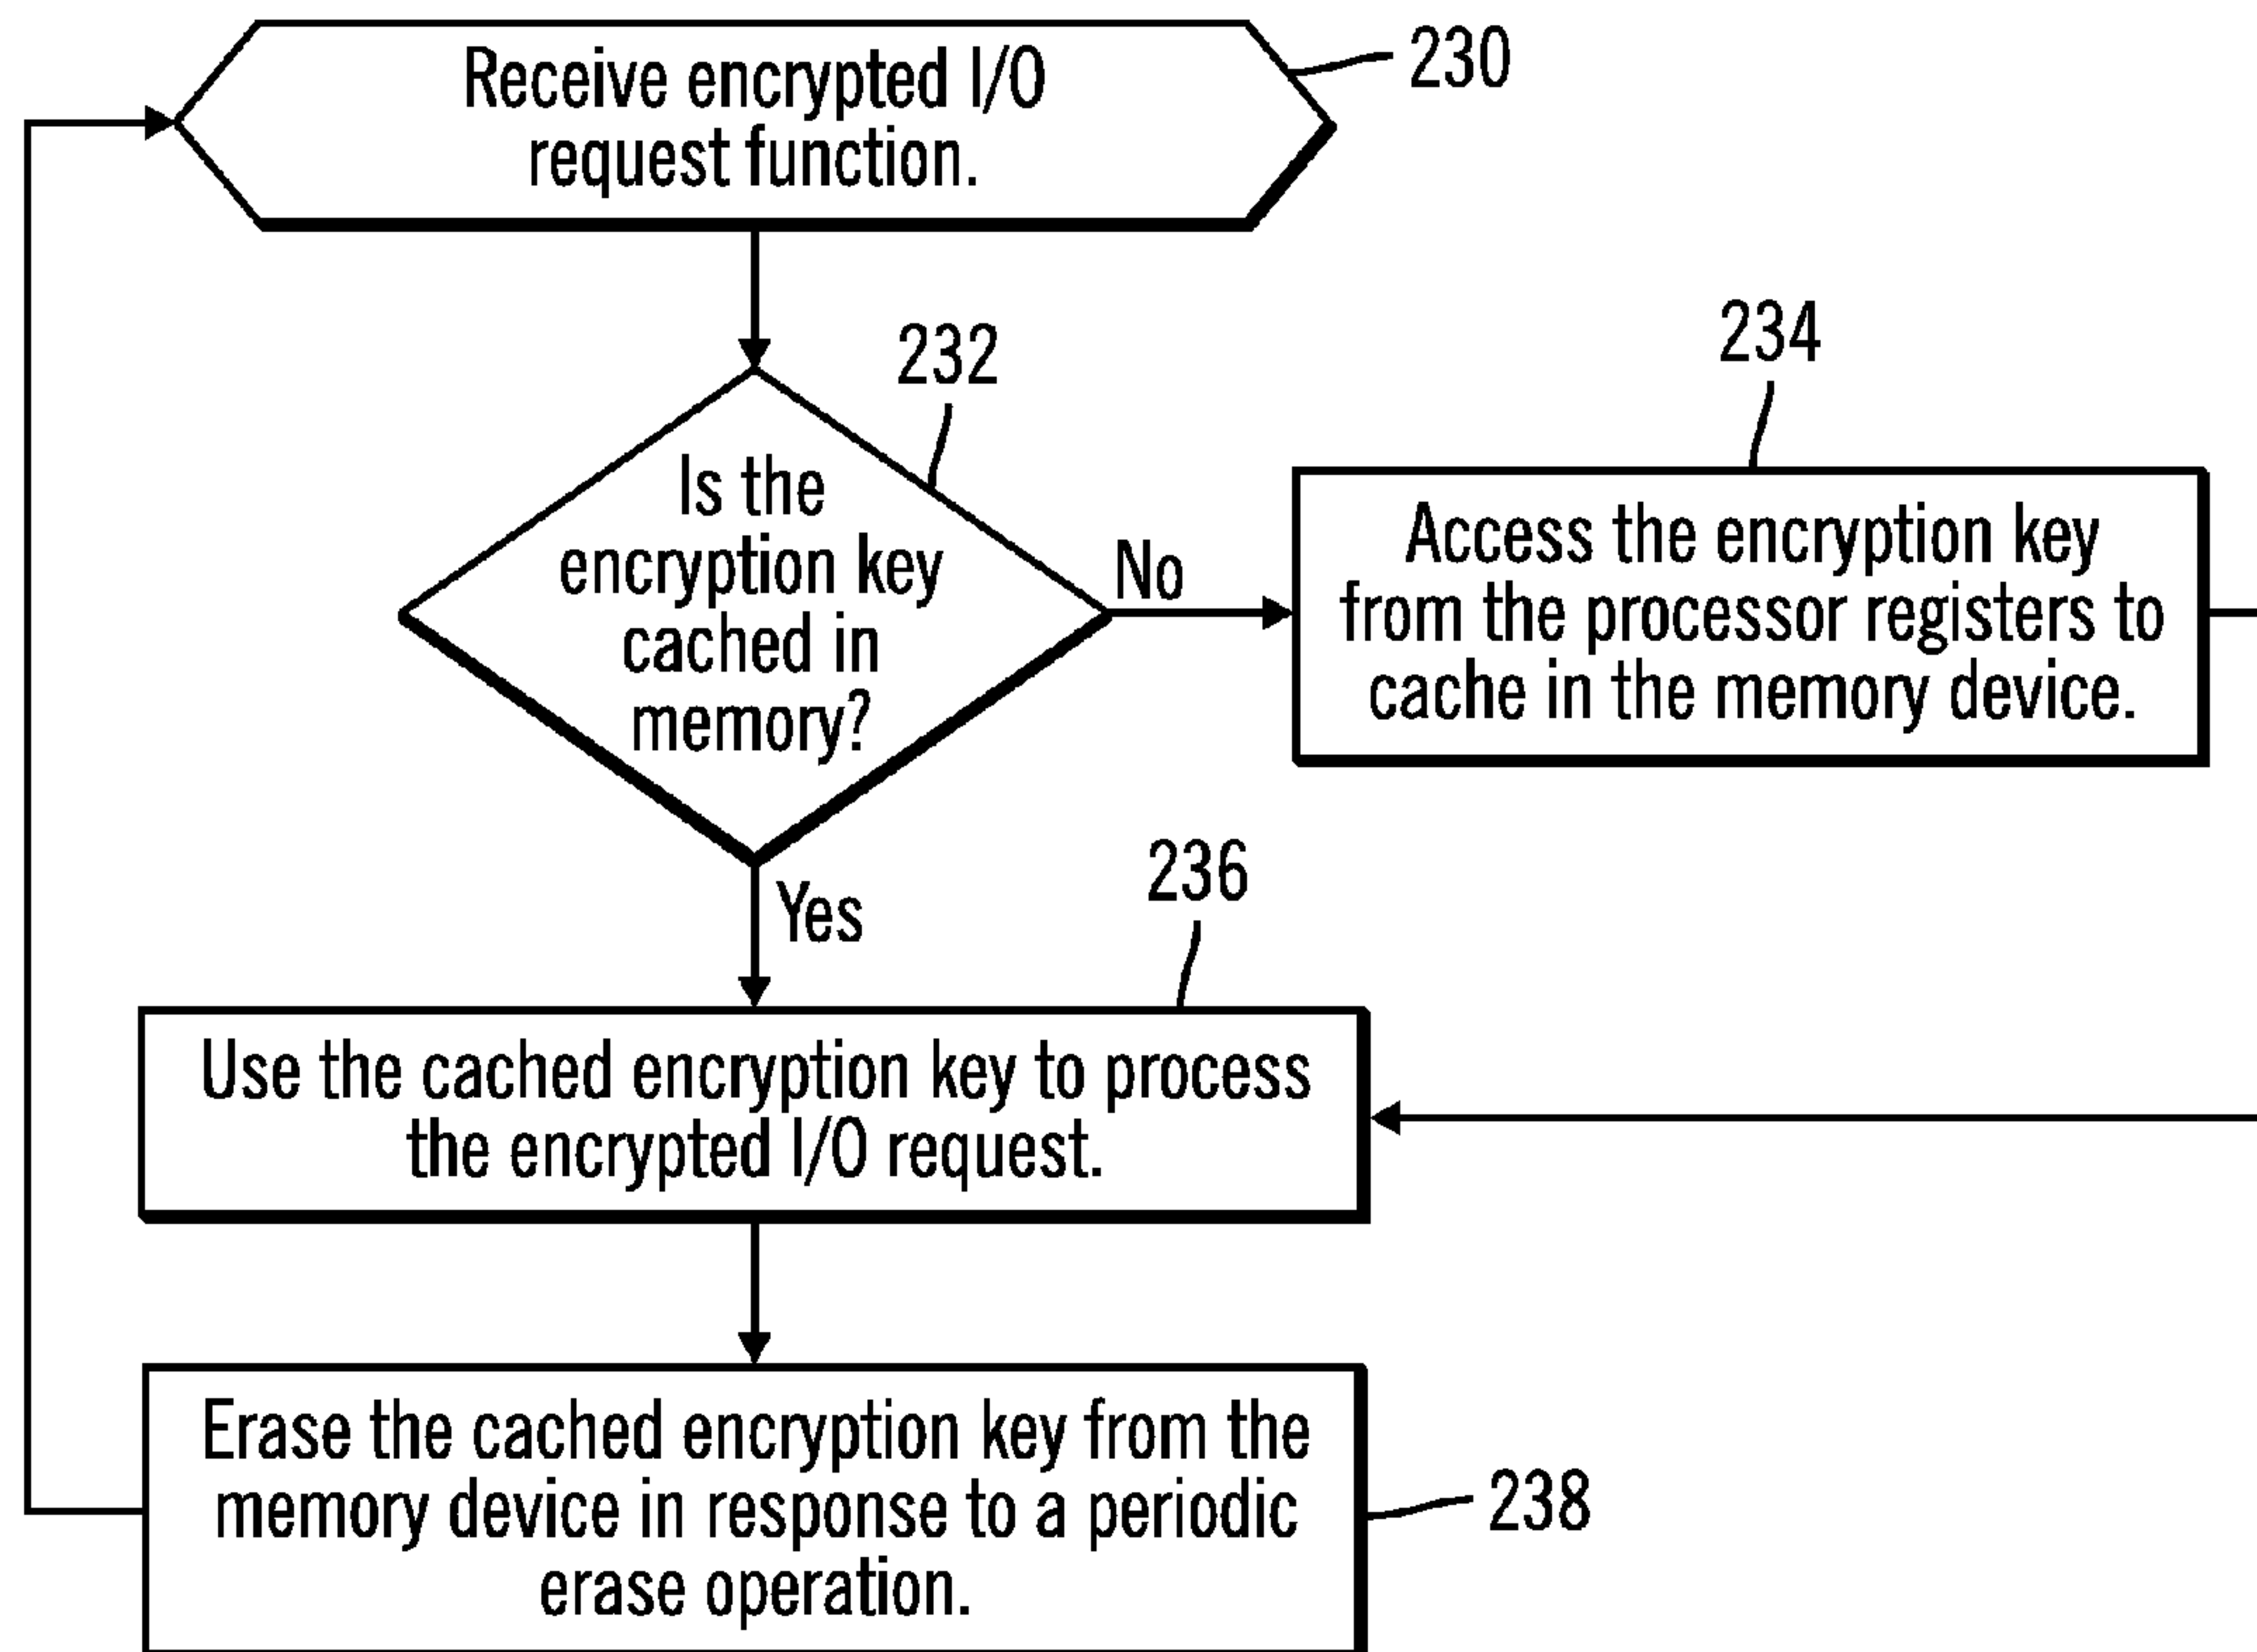 Receive encrypted I/O
request function.
230
232
Is the
encryption key
cached in
memory?
No
234
Access the encryption key
from the processor registers to
cache in the memory device.
Yes
236
Use the cached encryption key to process
the encrypted I/O request.
Erase the cached encryption key from the
memory device in response to a periodic
erase operation.
238